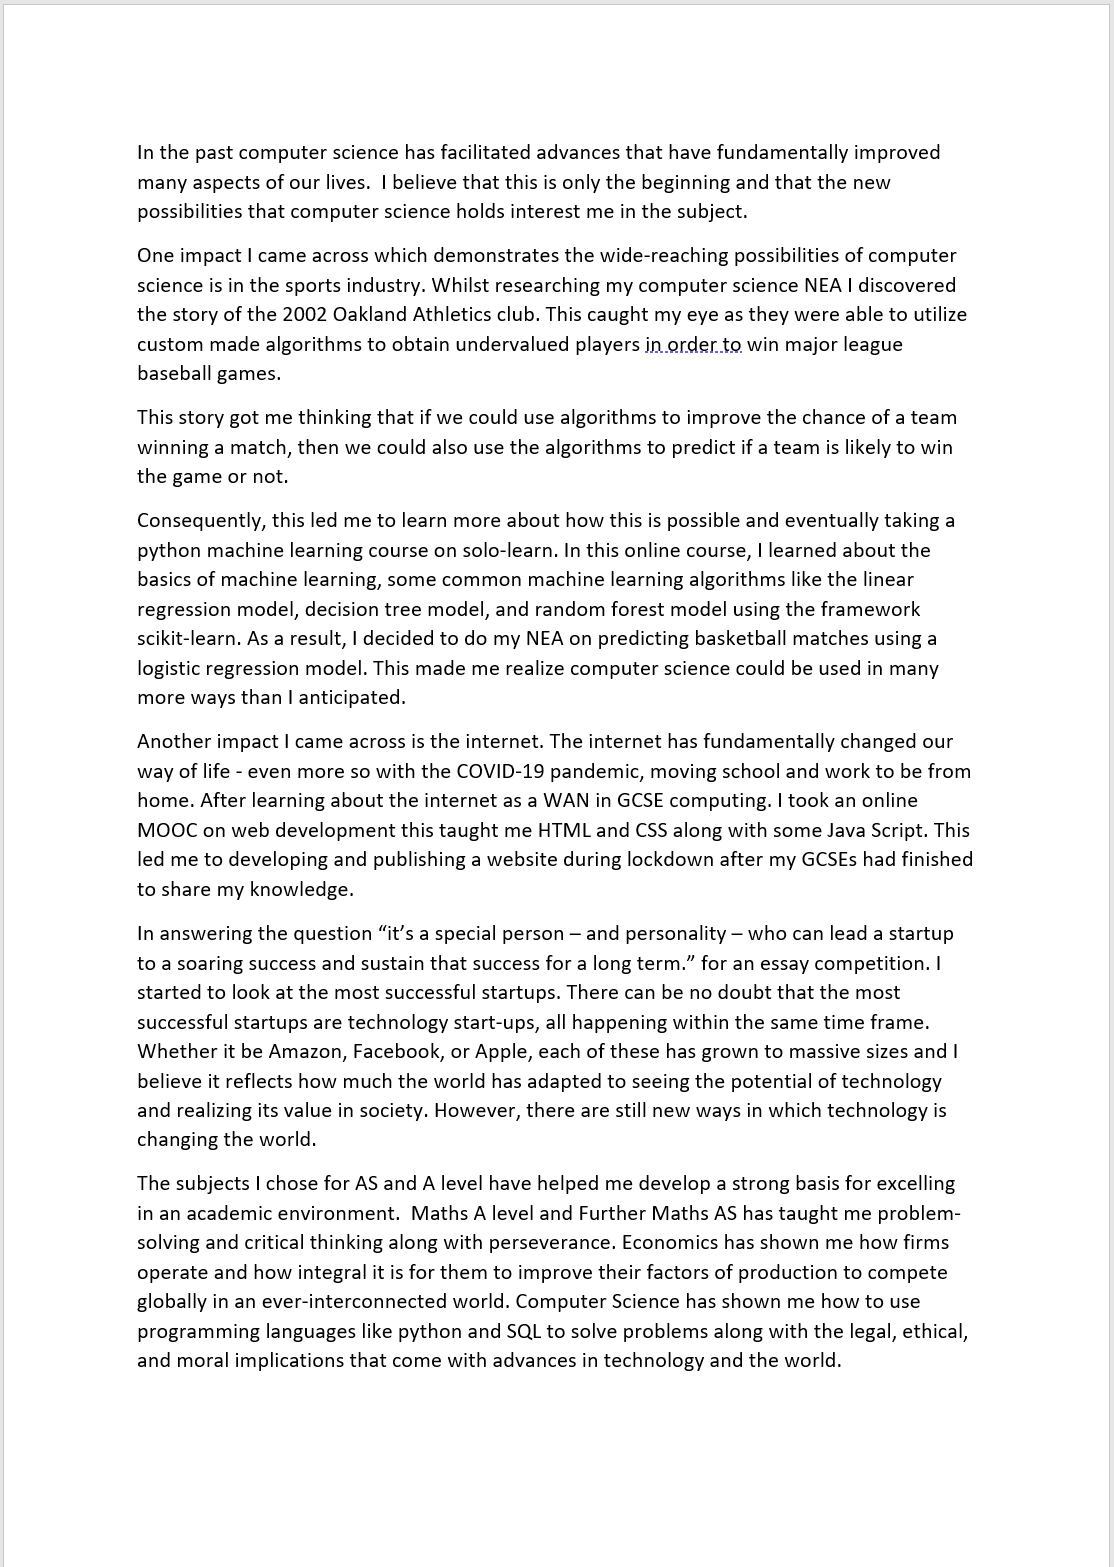 In the past computer science has facilitated advances that have fundamentally improved
many aspects of our lives.  I believe that this is only the beginning and that the new
possibilities that computer science holds interest me in the subject.
One impact I came across which demonstrates the wide-reaching possibilities of computer
science is in the sports industry. Whilst researching my computer science NEA I discovered
the story of the 2002 Oakland Athletics club. This caught my eye as they were able to utilize
custom made algorithms to obtain undervalued players in order to win major league
baseball games.
This story got me thinking that if we could use algorithms to improve the chance of a team
winning a match, then we could also use the algorithms to predict if a team is likely to win
the game or not.
Consequently, this led me to learn more about how this is possible and eventually taking a
python machine learning course on solo-learn. In this online course, I learned about the
basics of machine learning, some common machine learning algorithms like the linear
regression model, decision tree model, and random forest model using the framework
scikit-learn. As a result, I decided to do my NEA on predicting basketball matches using a
logistic regression model. This made me realize computer science could be used in many
more ways than I anticipated.
Another impact I came across is the internet. The internet has fundamentally changed our
way of life - even more so with the COVID-19 pandemic, moving school and work to be from
home. After learning about the internet as a WAN in GCSE computing. I took an online
MOOC on web development this taught me HTML and CSS along with some Java Script. This
led me to developing and publishing a website during lockdown after my GCSEs had finished
to share my knowledge.
In answering the question “it’s a special person – and personality – who can lead a startup
to a soaring success and sustain that success for a long term.” for an essay competition. I
started to look at the most successful startups. There can be no doubt that the most
successful startups are technology start-ups, all happening within the same time frame.
Whether it be Amazon, Facebook, or Apple, each of these has grown to massive sizes and I
believe it reflects how much the world has adapted to seeing the potential of technology
and realizing its value in society. However, there are still new ways in which technology is
changing the world.
The subjects I chose for AS and A level have helped me develop a strong basis for excelling
in an academic environment.  Maths A level and Further Maths AS has taught me problem-
solving and critical thinking along with perseverance. Economics has shown me how firms
operate and how integral it is for them to improve their factors of production to compete
globally in an ever-interconnected world. Computer Science has shown me how to use
programming languages like python and SQL to solve problems along with the legal, ethical,
and moral implications that come with advances in technology and the world.